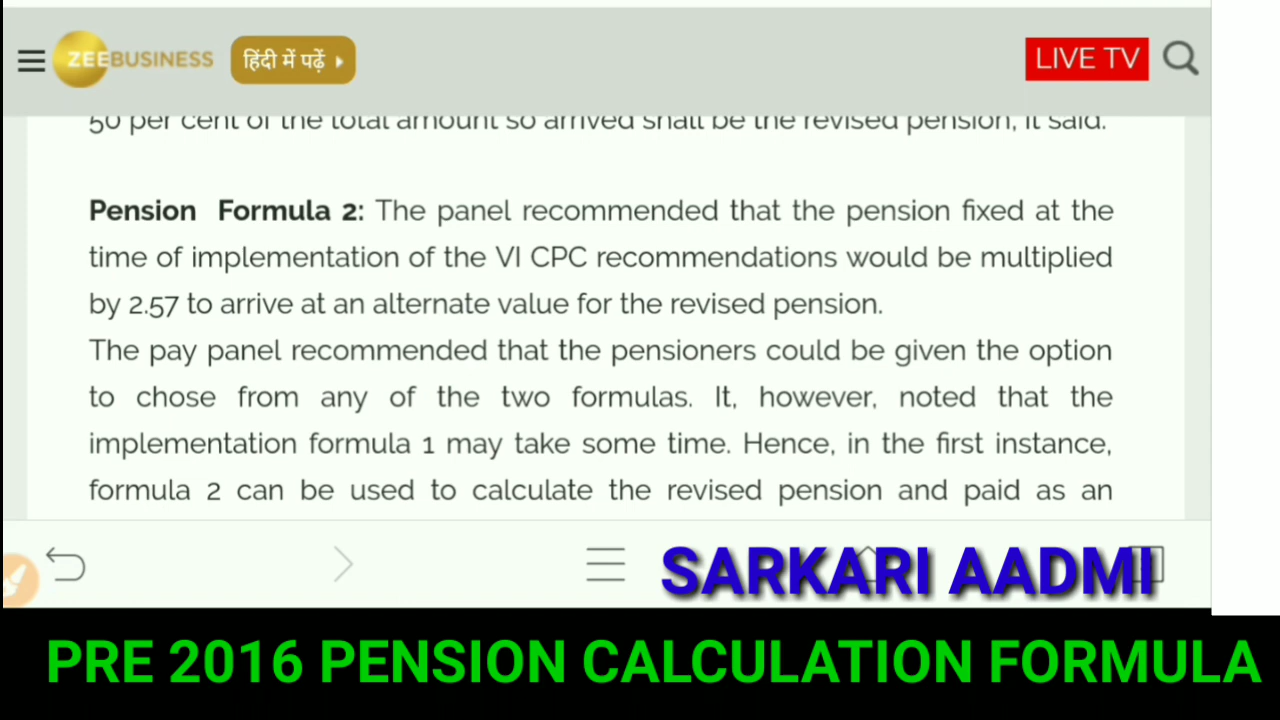 ZEEBUSINESS
हिंदी में पढ़ें
LIVE TV
50 per cent of the total amount so arrived shall be the revised pension, it said.
Pension Formula 2: The panel recommended that the pension fixed at the
time of implementation of the VI CPC recommendations would be multiplied
by 2.57 to arrive at an alternate value for the revised pension.
The pay panel recommended that the pensioners could be given the option
to chose from any of the two formulas. It, however, noted that the
implementation formula 1 may take some time. Hence, in the first instance,
formula 2 can be used to calculate the revised pension and paid as an
SARKARI AADMI
PRE 2016 PENSION CALCULATION FORMULA